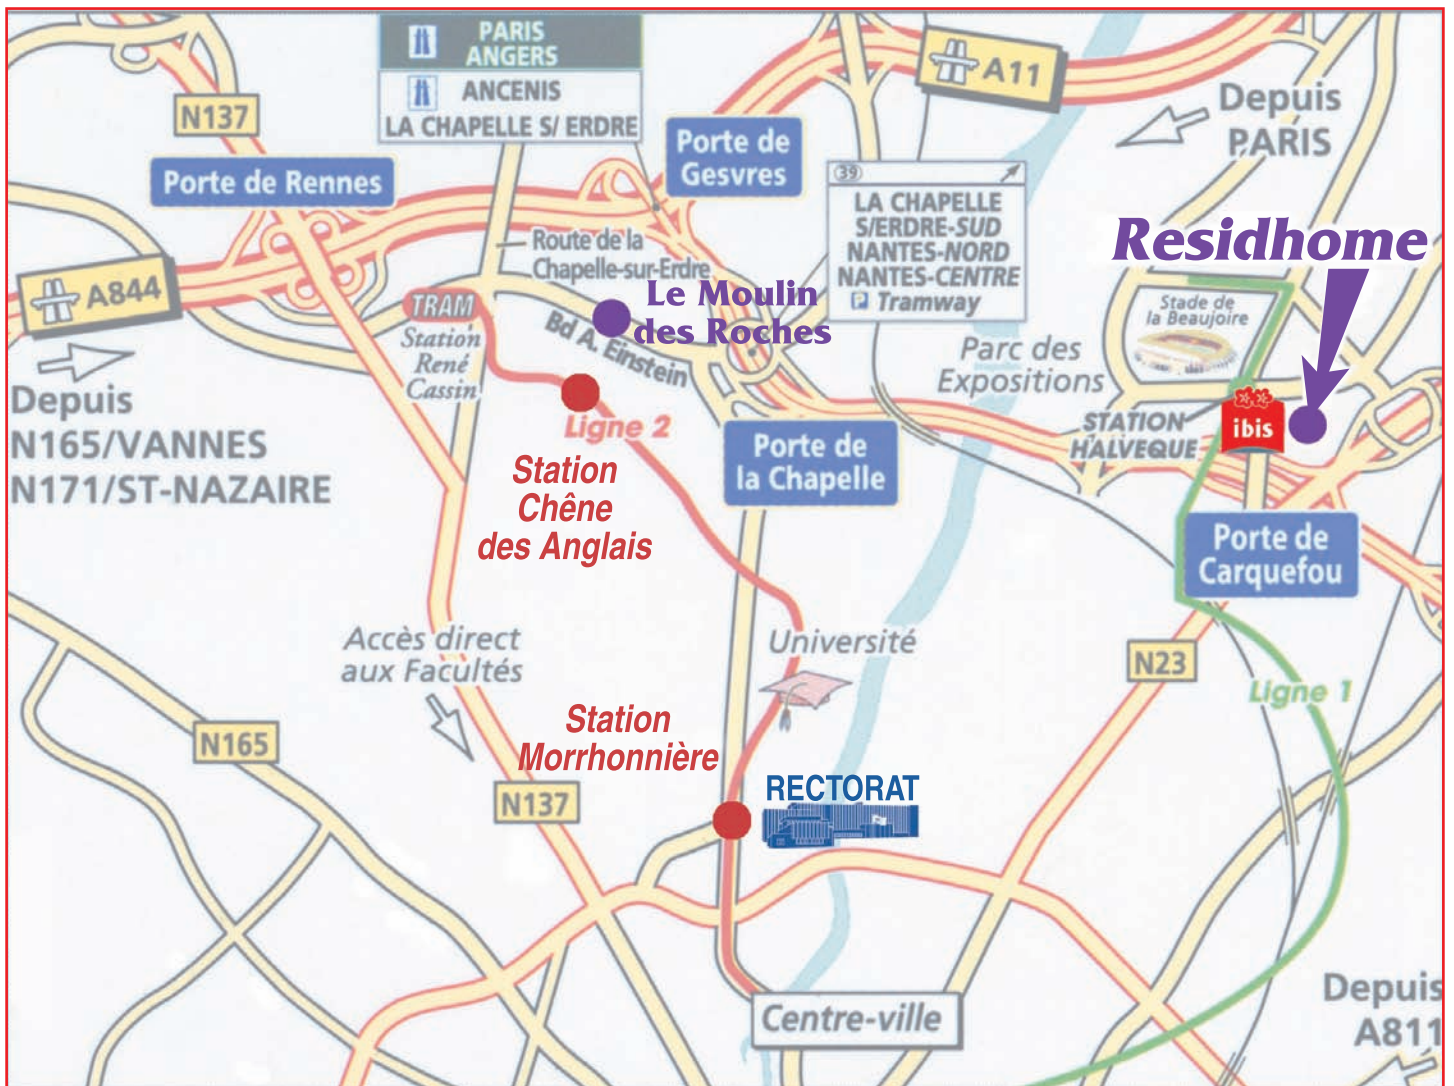 PARIS
ANGERS
ANCENIS
LA CHAPELLE S/ ERDRE
N137
Porte de Rennes
Porte de
Gesvres
A11
Depuis
PARIS
39
LA CHAPELLE
S/ERDRE-SUD
NANTES-NORD
NANTES-CENTRE
P Tramway
Residhome
Route de la
Chapelle-sur-Erdre
A844
TRAM
Station
René
Cassin
Le Moulin
des Roches
Bd A. Einstein
Stade de
la Beaujoire
Parc des
Expositions
Depuis
N165/VANNES
N171/ST-NAZAIRE
STATION
HALVEQUE
ibis
Ligne 2
Porte de
la Chapelle
Station
Chêne
des Anglais
Porte de
Carquefou
Accès direct
aux Facultés
Université
N23
Ligne 1
N165
Station
Morrhonnière
N137
RECTORAT
Centre-ville
Depuis
A811